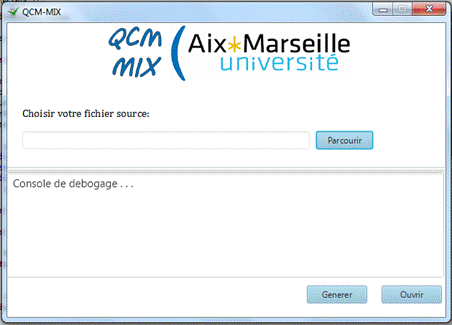 QCM-MIX
QCM
MIX
Aix*Marseille
université
Choisir votre fichier source:
Parcourir
Console de debogage . . .
Generer
Ouvrir